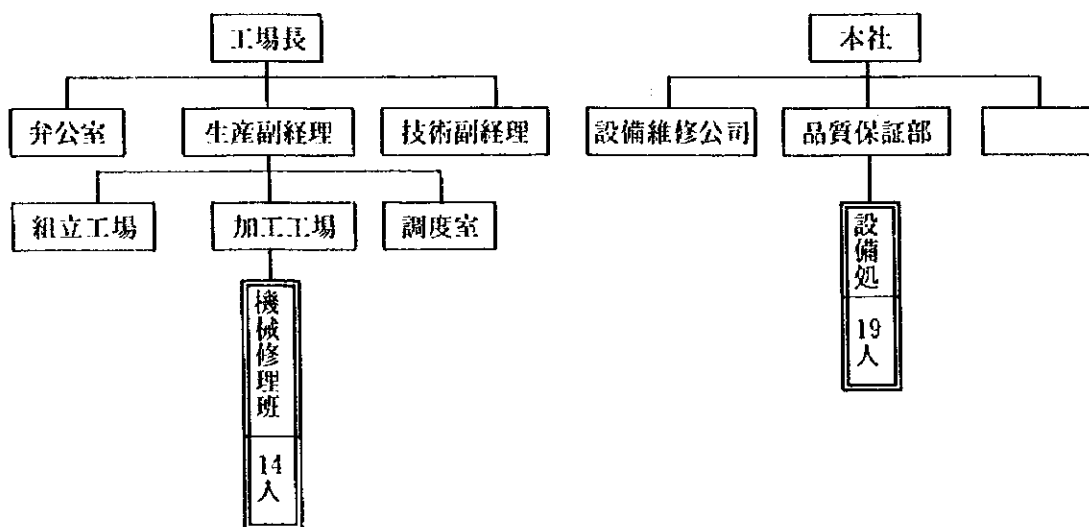 工場長
本社
弁公室
生産副経理
技術副経理
設備維修公司
品質保証部
組立工場
加工工場
調度室
設備処
19人
機械修理班
14人